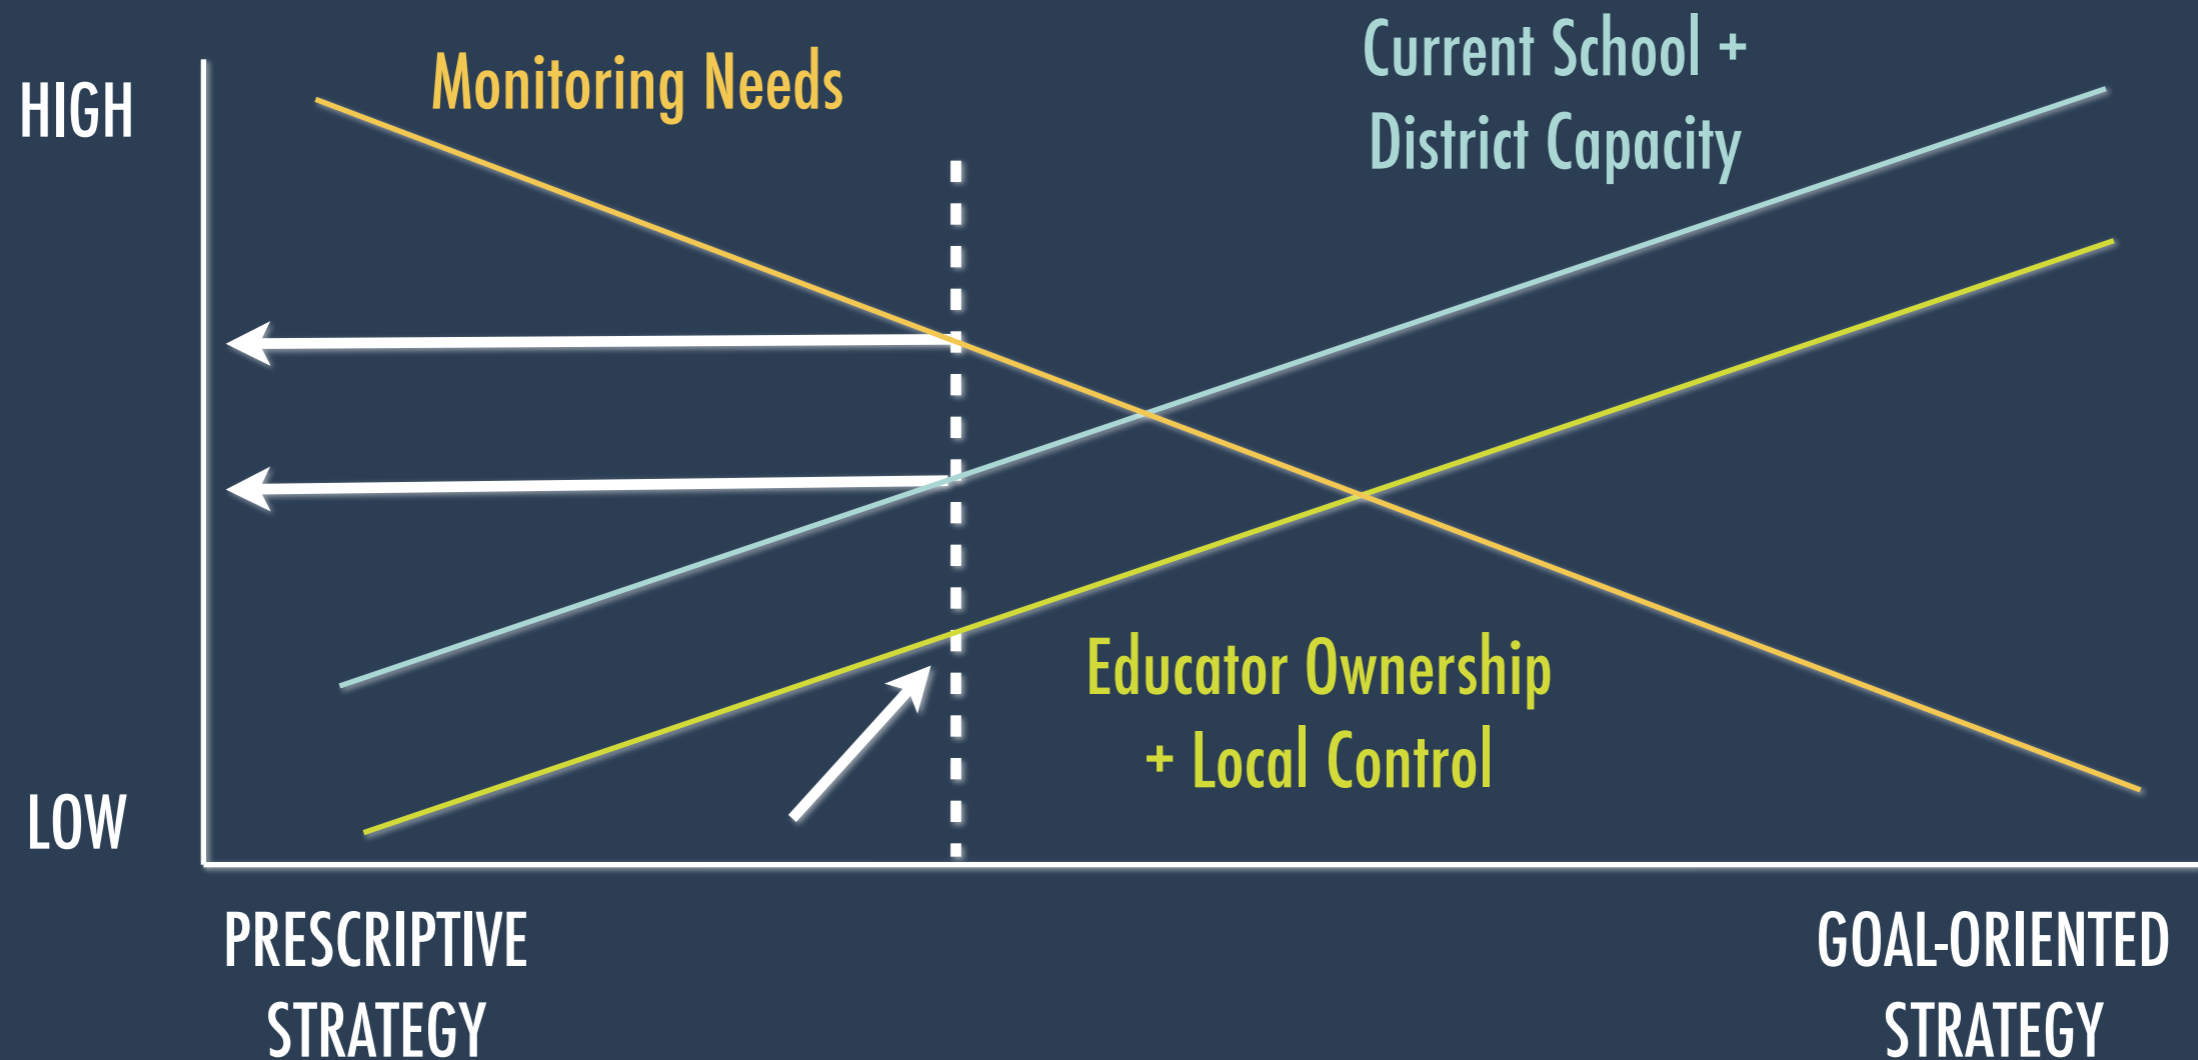 HIGH
Monitoring Needs
Current School +
District Capacity
Educator Ownership
+ Local Control
LOW
PRESCRIPTIVE
STRATEGY
GOAL-ORIENTED
STRATEGY